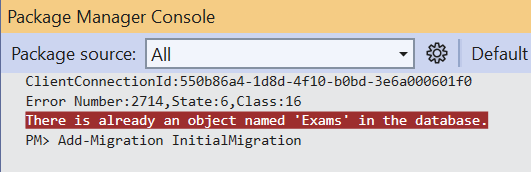 Package Manager Console
Package source: All Default
ClientConnectionId:550b86a4-1d8d-4f10-b0bd-3e6a000601f0
Error Number:2714,State:6,Class:16
There is already an object named 'Exams' in the database.
PM> Add-Migration InitialMigration